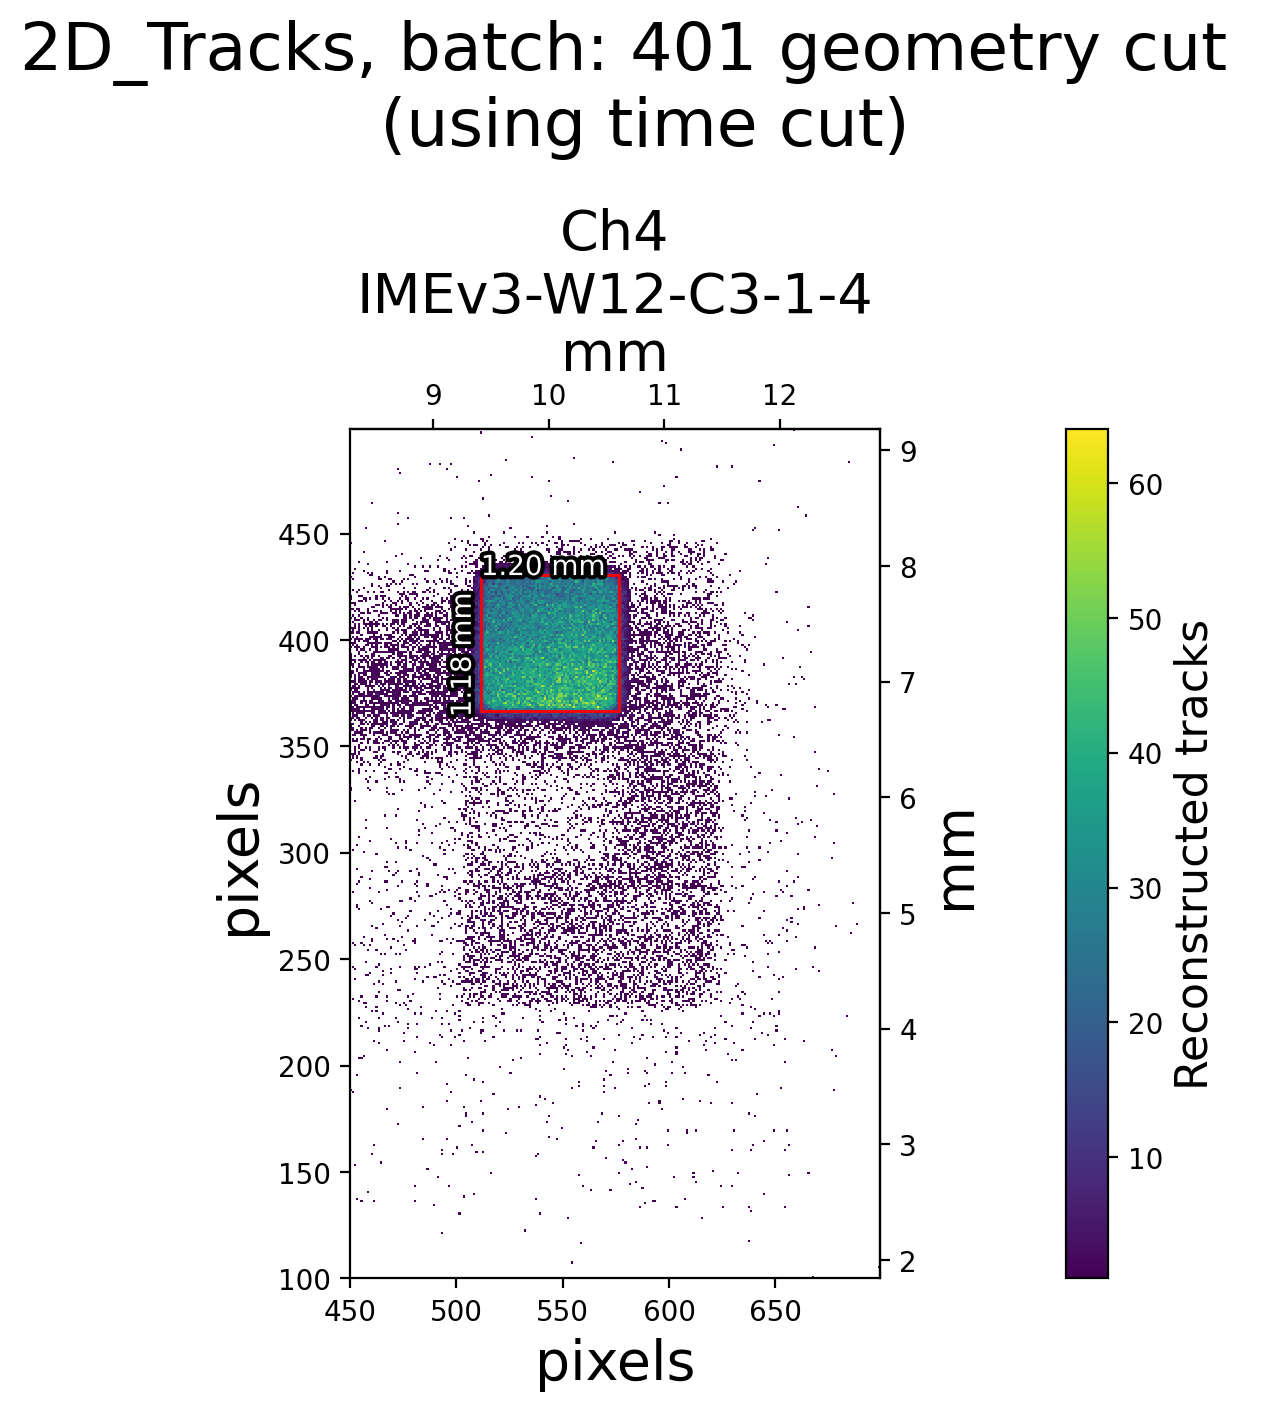 2D_Tracks, batch: 401 geometry cut
(using time cut)
Ch4
IMEv3-W12-C3-1-4
mm
9 10 11 12
1.20 mm
1.18 mm
450
400
350
300
250
200
150
100
pixels
450 500 550 600 650
pixels
9
8
7
6
5
4
3
2
mm
60
50
40
30
20
10
Reconstructed tracks